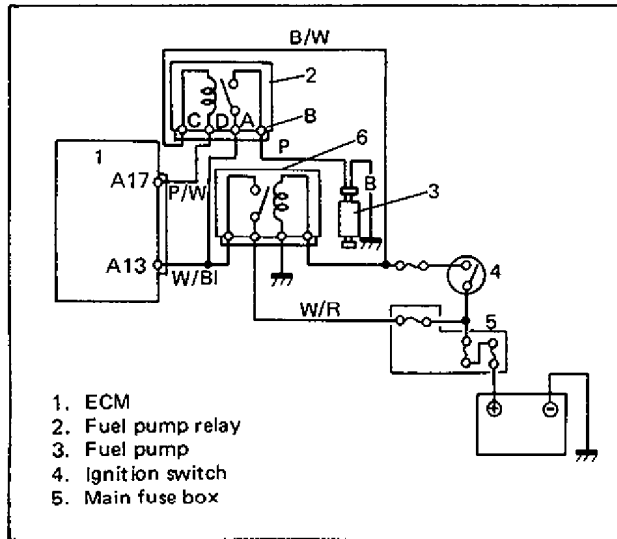 B/W
2
C D A
B
6
1
P
A17
P/W
B
3
A13
W/Bl
4
W/R
5
1. ECM
2. Fuel pump relay
3. Fuel pump
4. Ignition switch
5. Main fuse box